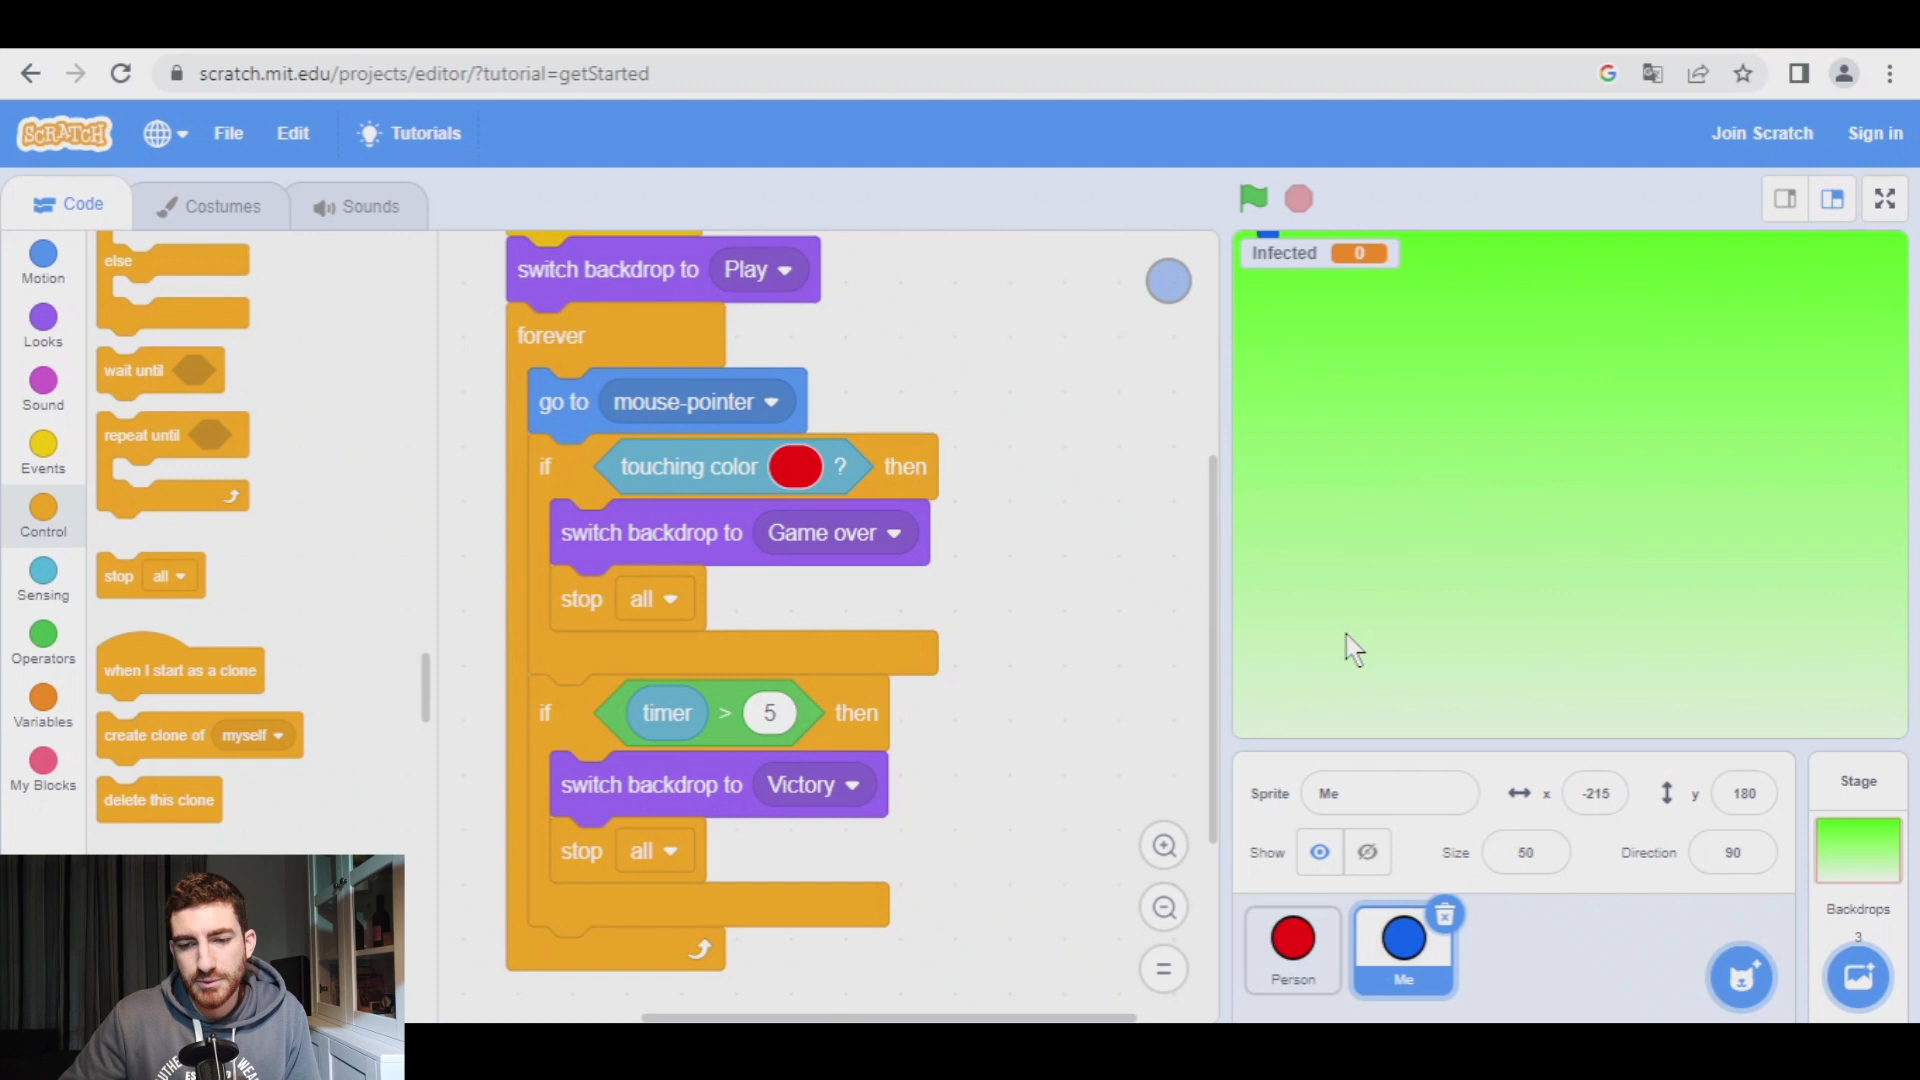 scratch.mit.edu/projects/editor/?tutorial=getStarted
SCRATCH
File
Edit
Tutorials
Join Scratch
Sign in
Code
Costumes
Sounds
Motion
Looks
Sound
Events
Control
Sensing
Operators
Variables
My Blocks
else
wait until
repeat until
stop all
when I start as a clone
create clone of myself
delete this clone
switch backdrop to Play
forever
go to mouse-pointer
if touching color ? then
switch backdrop to Game over
stop all
if timer > 5 then
switch backdrop to Victory
stop all
Infected 0
Sprite Me x -215 y 180
Show Size 50 Direction 90
Person
Me
Stage
Backdrops
3